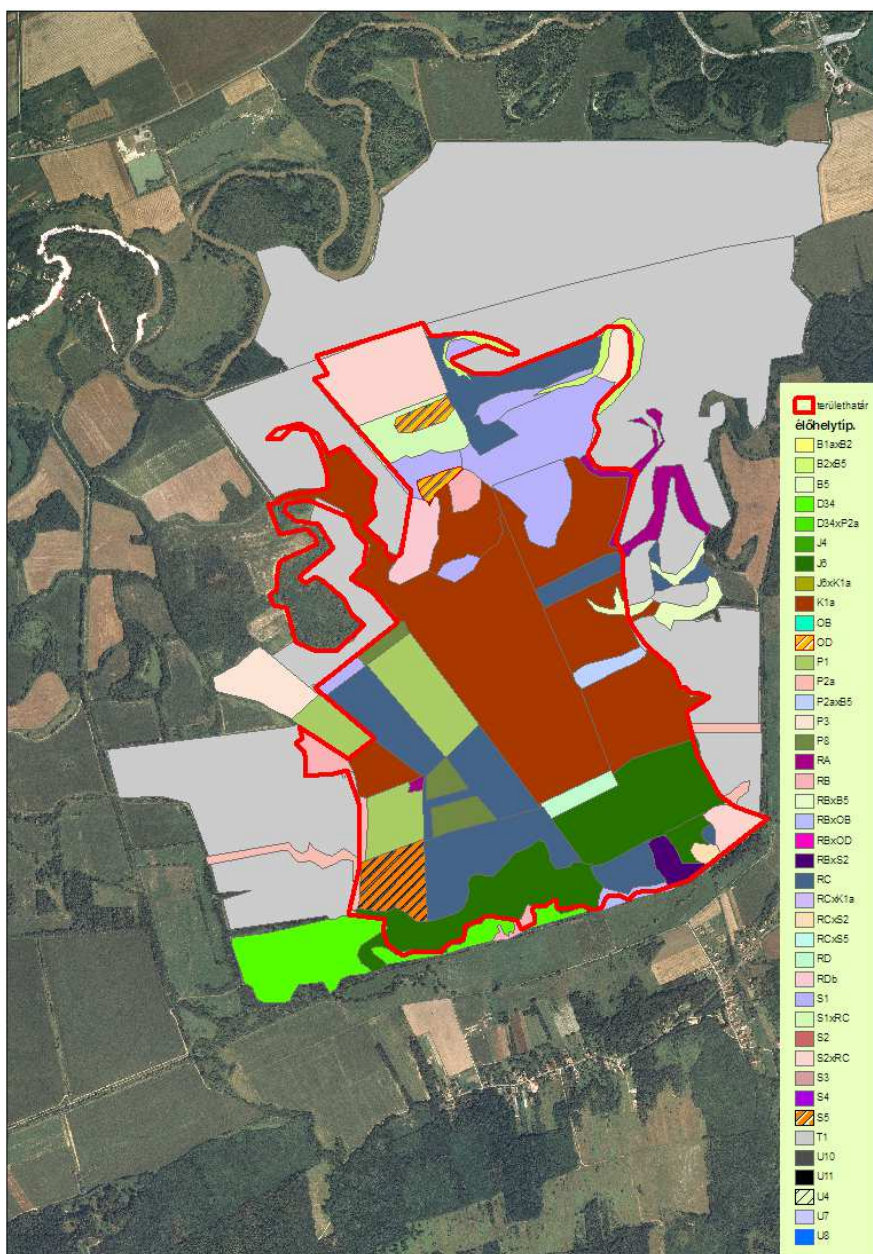 területhatár
élőhelytíp.
B1axB2
B2xB5
B5
D34
D34xP2a
J4
J6
J6xK1a
K1a
OB
OD
P1
P2a
P2axB5
P3
P8
RA
RB
RBxB5
RBxOB
RBxOD
RBxS2
RC
RCxK1a
RCxS2
RCxS5
RD
RDb
S1
S1xRC
S2
S2xRC
S3
S4
S5
T1
U10
U11
U4
U7
U8